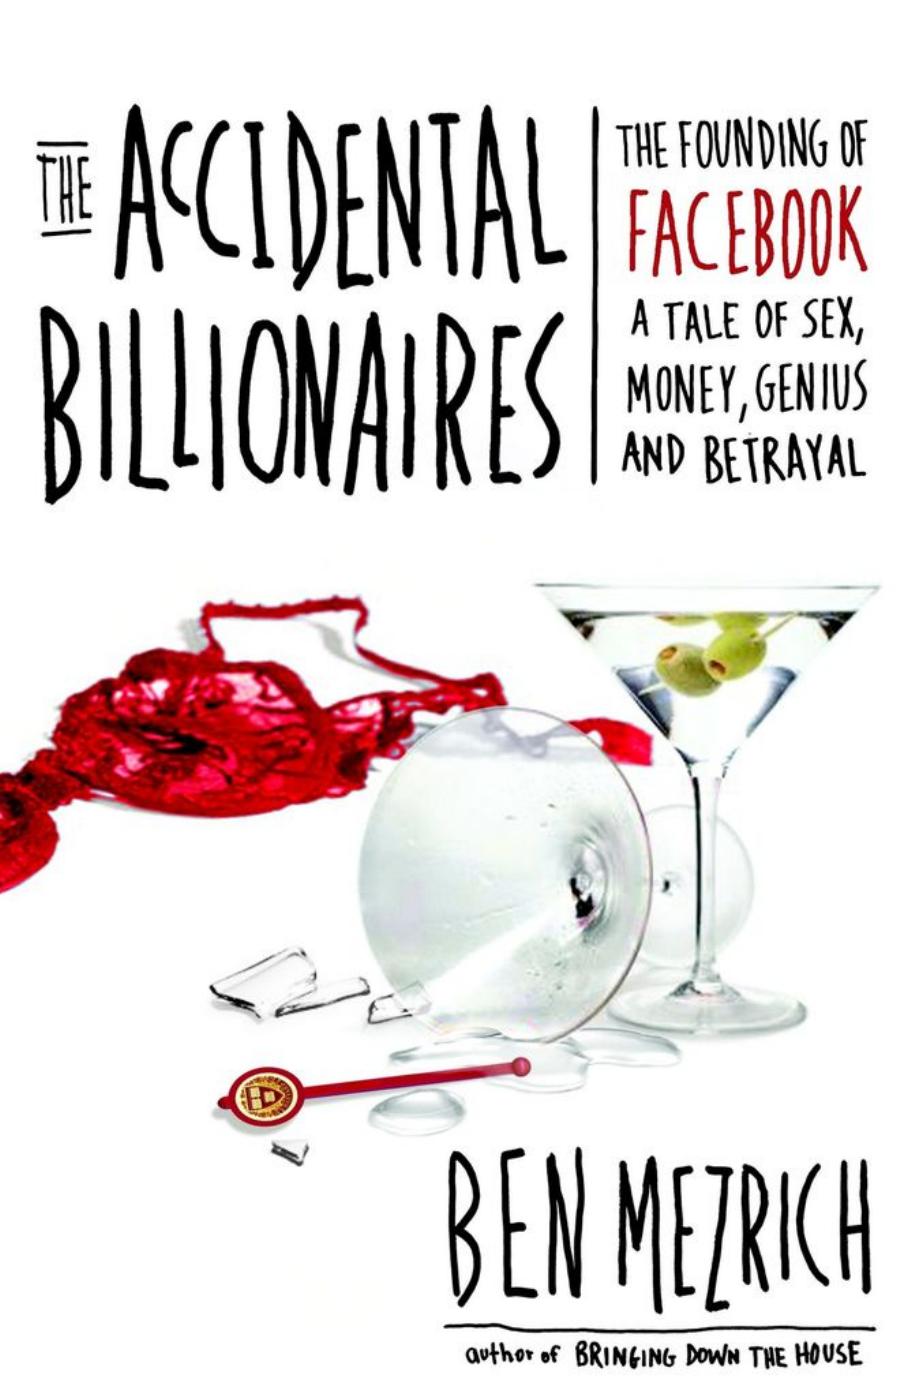 THE ACCIDENTAL
BILLIONAIRES
THE FOUNDING OF
FACEBOOK
A TALE OF SEX,
MONEY, GENIUS
AND BETRAYAL
BEN MEZRICH
author of BRINGING DOWN THE HOUSE